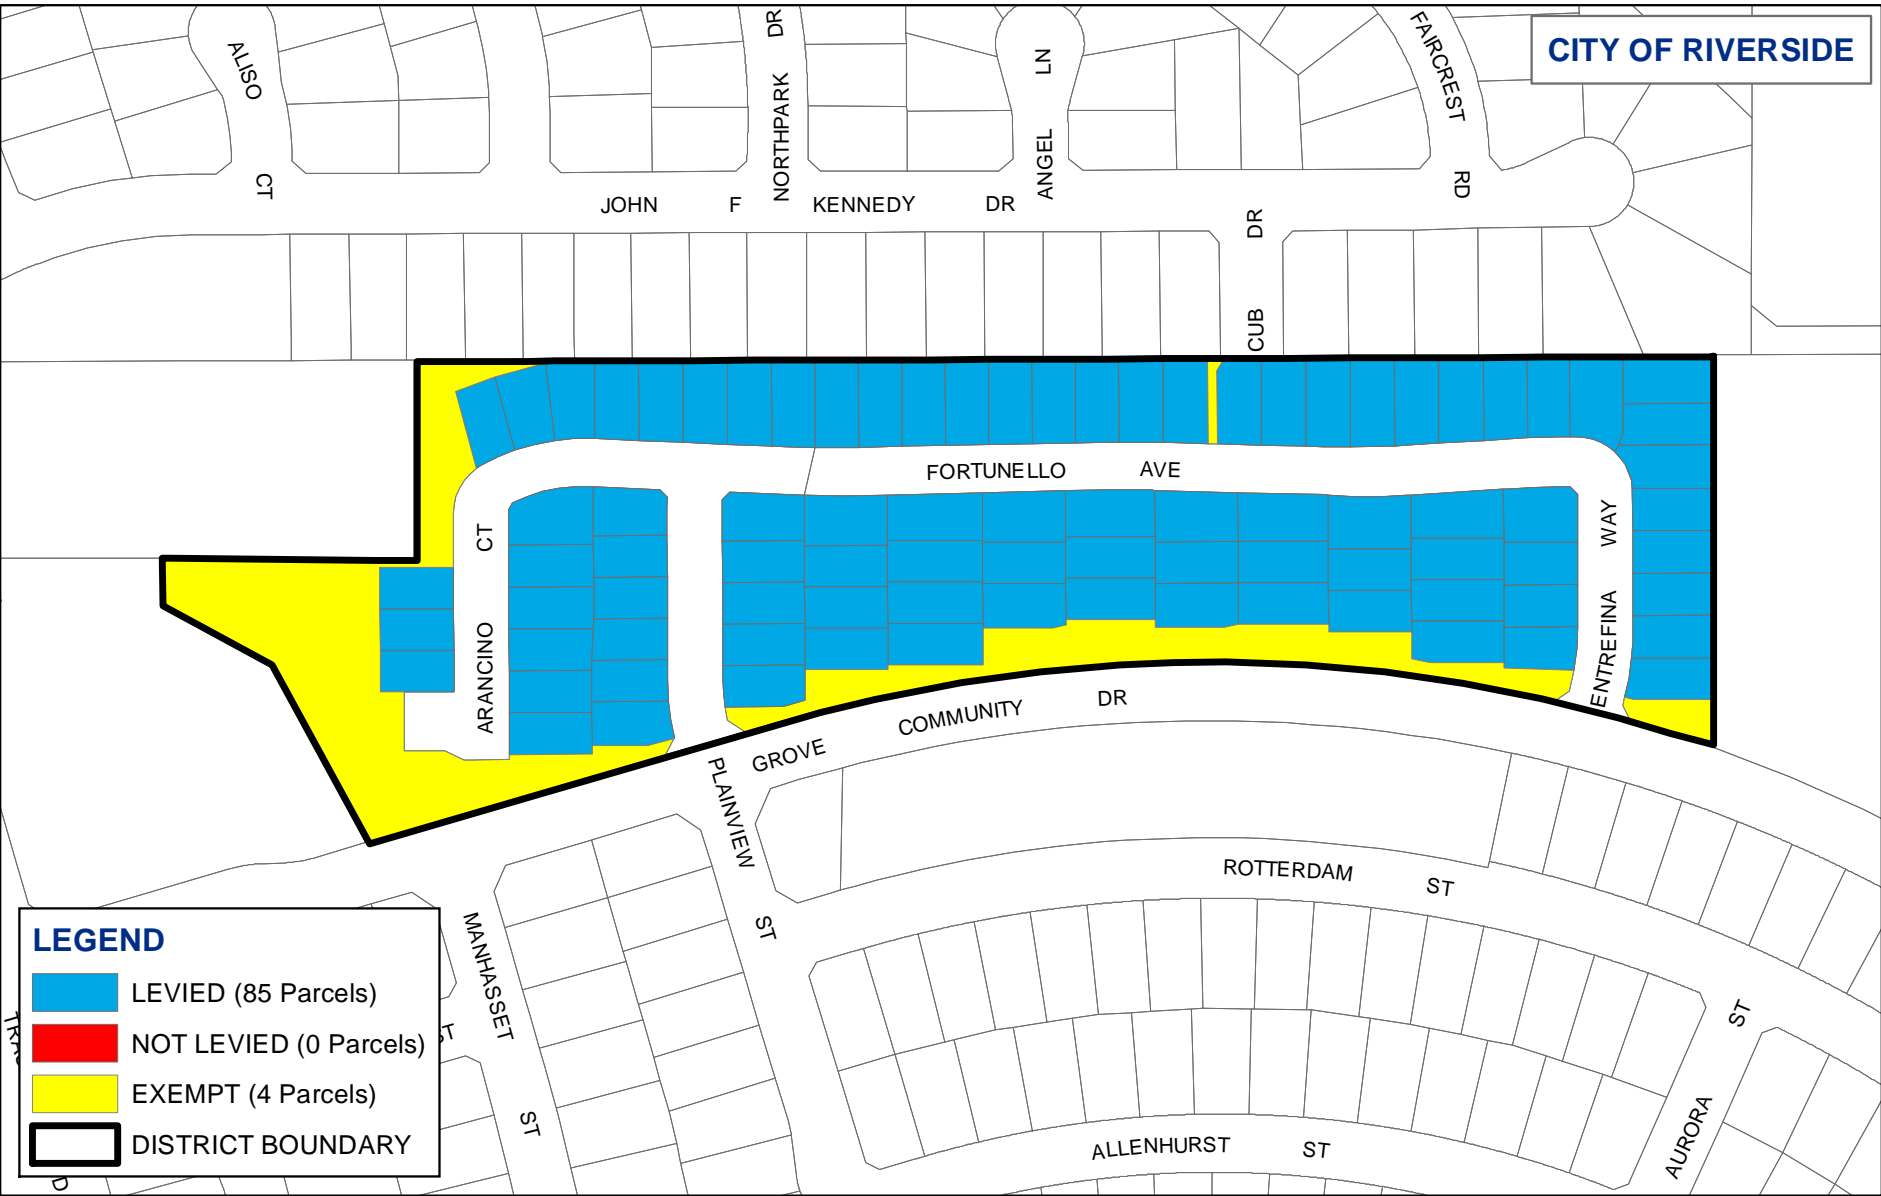 CITY OF RIVERSIDE
ALISO CT
NORTHPARK DR
ANGEL LN
FAIRCREST RD
JOHN F KENNEDY DR
CUB DR
FORTUNELLO AVE
ARANCINO CT
ENTREFINA WAY
GROVE COMMUNITY DR
PLAINVIEW ST
ROTTERDAM ST
MANHASSET ST
ALLENHURST ST
AURORA ST
LEGEND
LEVIED (85 Parcels)
NOT LEVIED (0 Parcels)
EXEMPT (4 Parcels)
DISTRICT BOUNDARY